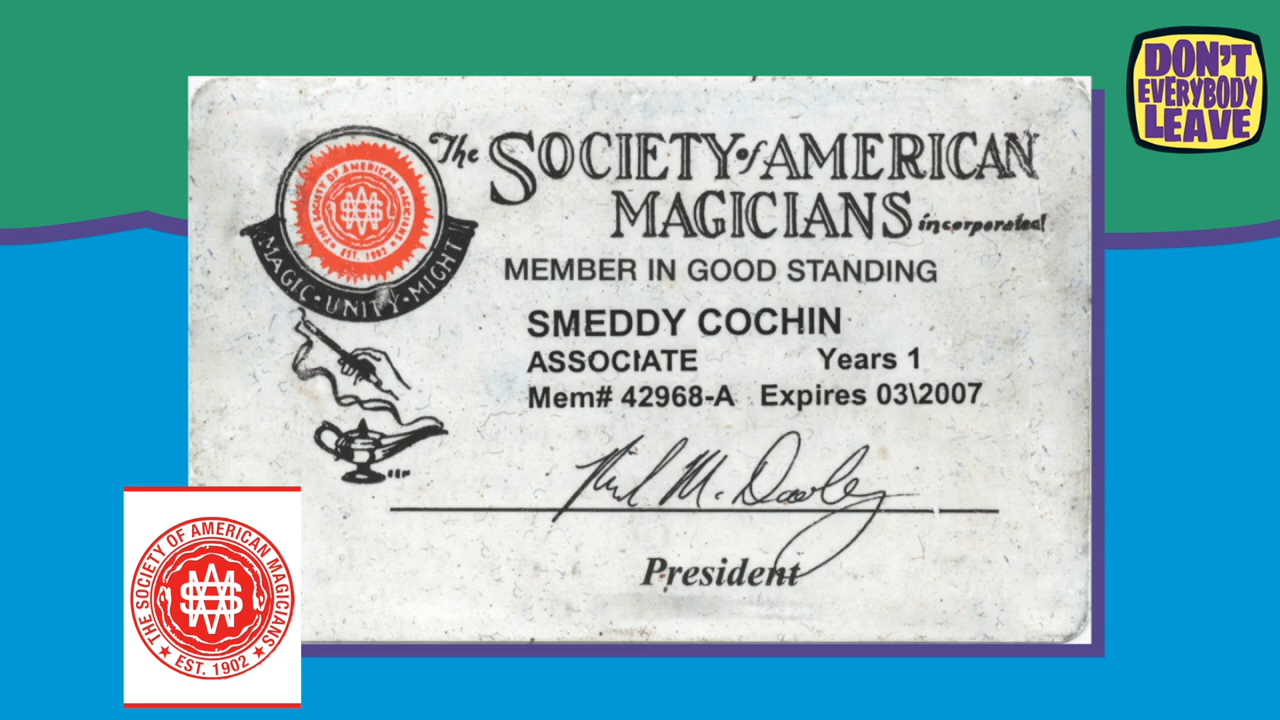 DON'T
EVERYBODY
LEAVE
The SOCIETY of AMERICAN
MAGICIANS incorporated
THE SOCIETY OF AMERICAN MAGICIANS
SAM
EST. 1902
MAGIC · UNITY · MIGHT
MEMBER IN GOOD STANDING
SMEDDY COCHIN
ASSOCIATE Years 1
Mem# 42968-A Expires 03\2007
President
THE SOCIETY OF AMERICAN MAGICIANS
SAM
★ EST. 1902 ★